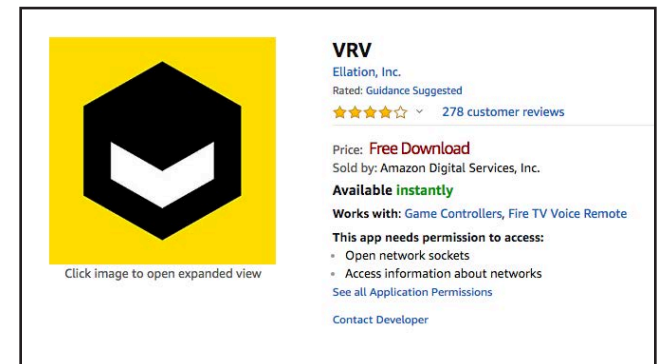 VRV
Ellation, Inc.
Rated: Guidance Suggested
278 customer reviews
Price: Free Download
Sold by: Amazon Digital Services, Inc.
Available instantly
Works with: Game Controllers, Fire TV Voice Remote
This app needs permission to access:
• Open network sockets
• Access information about networks
See all Application Permissions
Contact Developer
Click image to open expanded view